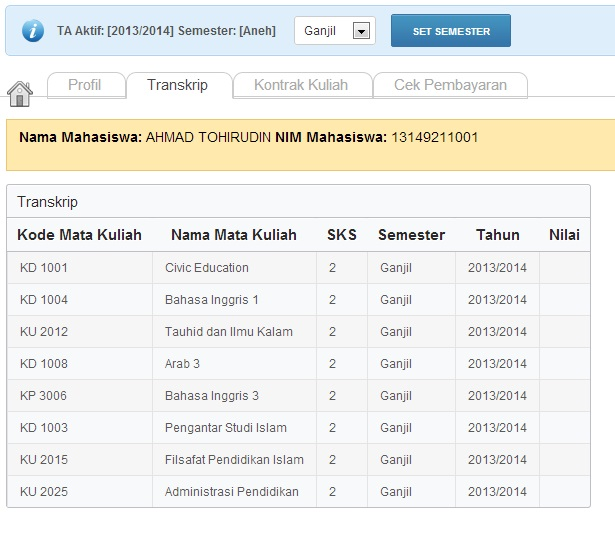 TA Aktif: [2013/2014] Semester: [Aneh] Ganjil SET SEMESTER
Profil Transkrip Kontrak Kuliah Cek Pembayaran
Nama Mahasiswa: AHMAD TOHIRUDIN NIM Mahasiswa: 13149211001
Transkrip
Kode Mata Kuliah Nama Mata Kuliah SKS Semester Tahun Nilai
KD 1001 Civic Education 2 Ganjil 2013/2014
KD 1004 Bahasa Inggris 1 2 Ganjil 2013/2014
KU 2012 Tauhid dan Ilmu Kalam 2 Ganjil 2013/2014
KD 1008 Arab 3 2 Ganjil 2013/2014
KP 3006 Bahasa Inggris 3 2 Ganjil 2013/2014
KD 1003 Pengantar Studi Islam 2 Ganjil 2013/2014
KU 2015 Filsafat Pendidikan Islam 2 Ganjil 2013/2014
KU 2025 Administrasi Pendidikan 2 Ganjil 2013/2014